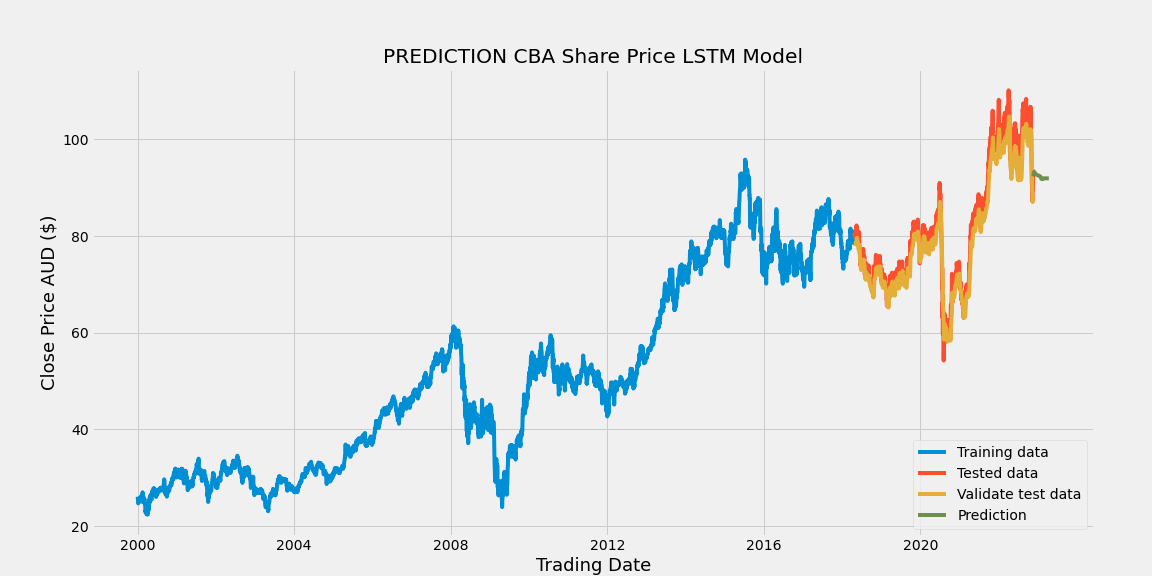 PREDICTION CBA Share Price LSTM Model
Close Price AUD ($)
100
80
60
40
20
2000 2004 2008 2012 2016 2020
Trading Date
Training data
Tested data
Validate test data
Prediction